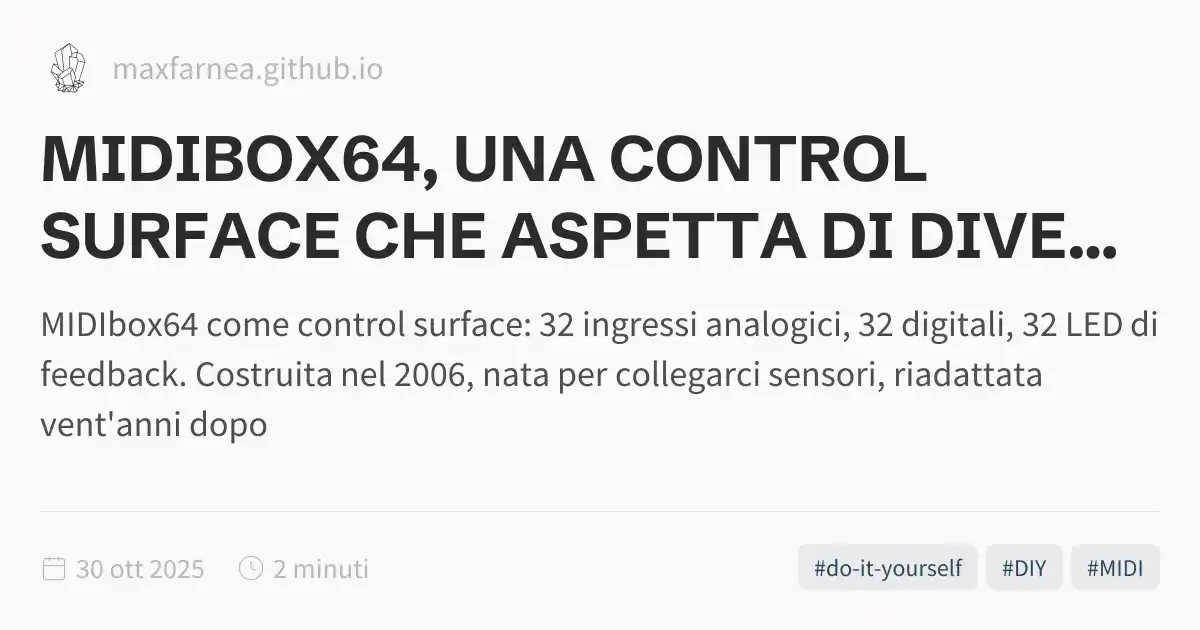 maxfarnea.github.io
MIDIBOX64, UNA CONTROL
SURFACE CHE ASPETTA DI DIVE...
MIDIbox64 come control surface: 32 ingressi analogici, 32 digitali, 32 LED di
feedback. Costruita nel 2006, nata per collegarci sensori, riadattata
vent'anni dopo
30 ott 2025 2 minuti #do-it-yourself #DIY #MIDI